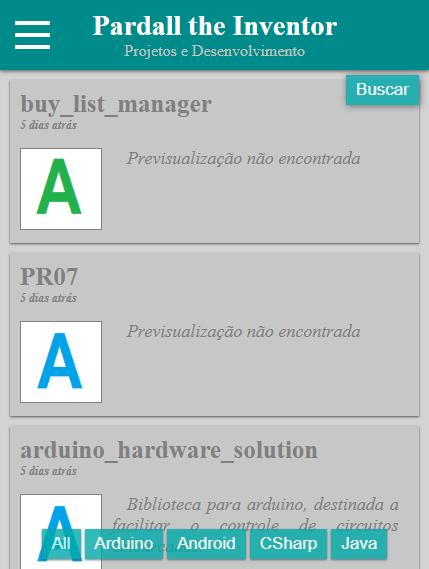 Pardall the Inventor
Projetos e Desenvolvimento
Buscar
buy_list_manager
5 dias atrás
A
Previsualização não encontrada
PR07
5 dias atrás
A
Previsualização não encontrada
arduino_hardware_solution
5 dias atrás
A
Biblioteca para arduino, destinada a
facilitar o controle de circuitos
All Arduino Android CSharp Java